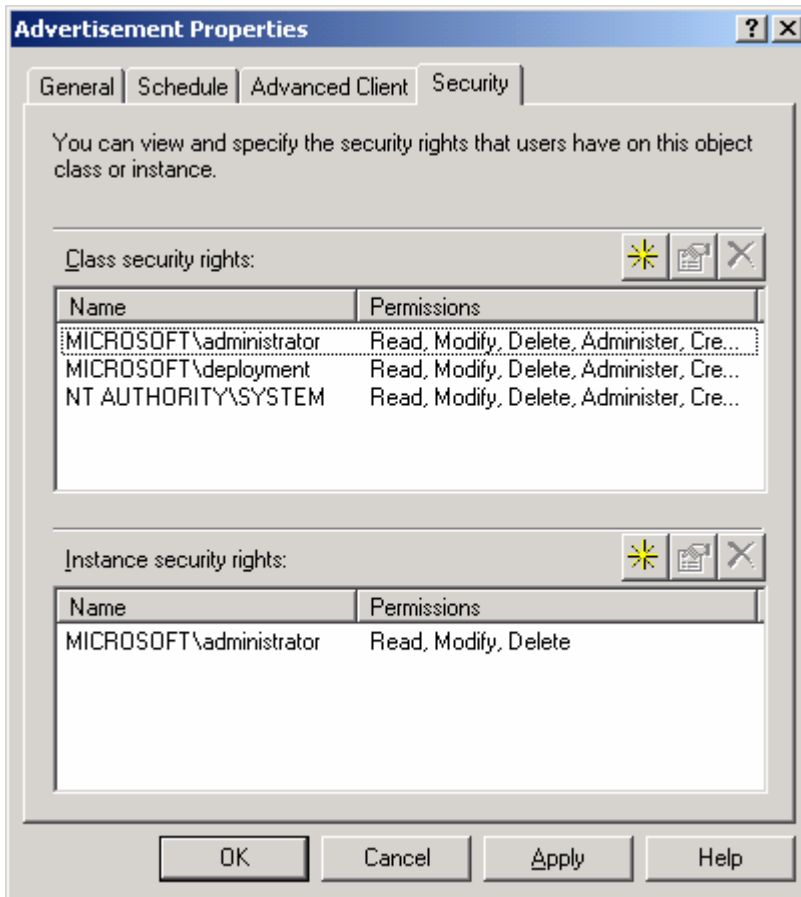 Advertisement Properties
General Schedule Advanced Client Security
You can view and specify the security rights that users have on this object
class or instance.
Class security rights:
Name Permissions
MICROSOFT\administrator Read, Modify, Delete, Administer, Cre...
MICROSOFT\deployment Read, Modify, Delete, Administer, Cre...
NT AUTHORITY\SYSTEM Read, Modify, Delete, Administer, Cre...
Instance security rights:
Name Permissions
MICROSOFT\administrator Read, Modify, Delete
OK Cancel Apply Help